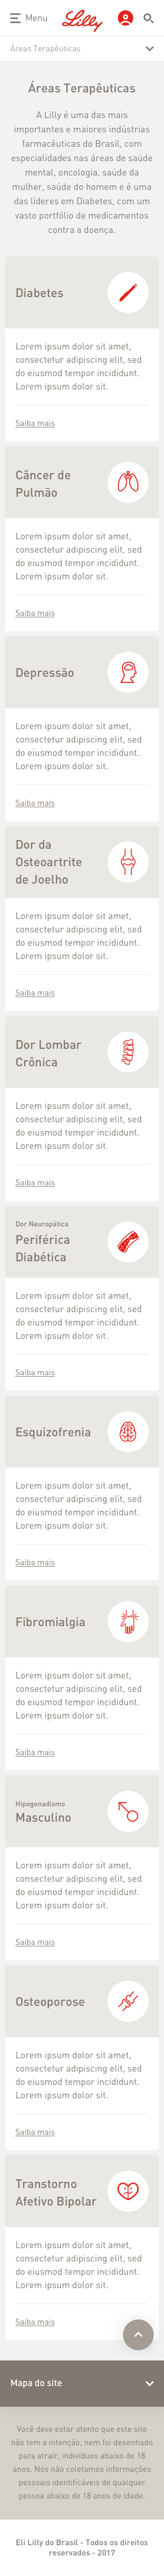 Menu
Lilly
Áreas Terapêuticas
Áreas Terapêuticas
A Lilly é uma das mais
importantes e maiores indústrias
farmacêuticas do Brasil, com
especialidades nas áreas de saúde
mental, oncologia, saúde da
mulher, saúde do homem e é uma
das líderes em Diabetes, com um
vasto portfólio de medicamentos
contra a doença.
Diabetes
Lorem ipsum dolor sit amet,
consectetur adipiscing elit, sed
do eiusmod tempor incididunt.
Lorem ipsum dolor sit.
Saiba mais
Câncer de
Pulmão
Lorem ipsum dolor sit amet,
consectetur adipiscing elit, sed
do eiusmod tempor incididunt.
Lorem ipsum dolor sit.
Saiba mais
Depressão
Lorem ipsum dolor sit amet,
consectetur adipiscing elit, sed
do eiusmod tempor incididunt.
Lorem ipsum dolor sit.
Saiba mais
Dor da
Osteoartrite
de Joelho
Lorem ipsum dolor sit amet,
consectetur adipiscing elit, sed
do eiusmod tempor incididunt.
Lorem ipsum dolor sit.
Saiba mais
Dor Lombar
Crônica
Lorem ipsum dolor sit amet,
consectetur adipiscing elit, sed
do eiusmod tempor incididunt.
Lorem ipsum dolor sit.
Saiba mais
Dor Neuropática
Periférica
Diabética
Lorem ipsum dolor sit amet,
consectetur adipiscing elit, sed
do eiusmod tempor incididunt.
Lorem ipsum dolor sit.
Saiba mais
Esquizofrenia
Lorem ipsum dolor sit amet,
consectetur adipiscing elit, sed
do eiusmod tempor incididunt.
Lorem ipsum dolor sit.
Saiba mais
Fibromialgia
Lorem ipsum dolor sit amet,
consectetur adipiscing elit, sed
do eiusmod tempor incididunt.
Lorem ipsum dolor sit.
Saiba mais
Hipogonadismo
Masculino
Lorem ipsum dolor sit amet,
consectetur adipiscing elit, sed
do eiusmod tempor incididunt.
Lorem ipsum dolor sit.
Saiba mais
Osteoporose
Lorem ipsum dolor sit amet,
consectetur adipiscing elit, sed
do eiusmod tempor incididunt.
Lorem ipsum dolor sit.
Saiba mais
Transtorno
Afetivo Bipolar
Lorem ipsum dolor sit amet,
consectetur adipiscing elit, sed
do eiusmod tempor incididunt.
Lorem ipsum dolor sit.
Saiba mais
Mapa do site
Você deve estar atento que este site
não tem a intenção, nem foi desenhado
para atrair, indivíduos abaixo de 18
anos. Nós não coletamos informações
pessoais identificáveis de qualquer
pessoa abaixo de 18 anos de idade.
Eli Lilly do Brasil - Todos os direitos
reservados - 2017